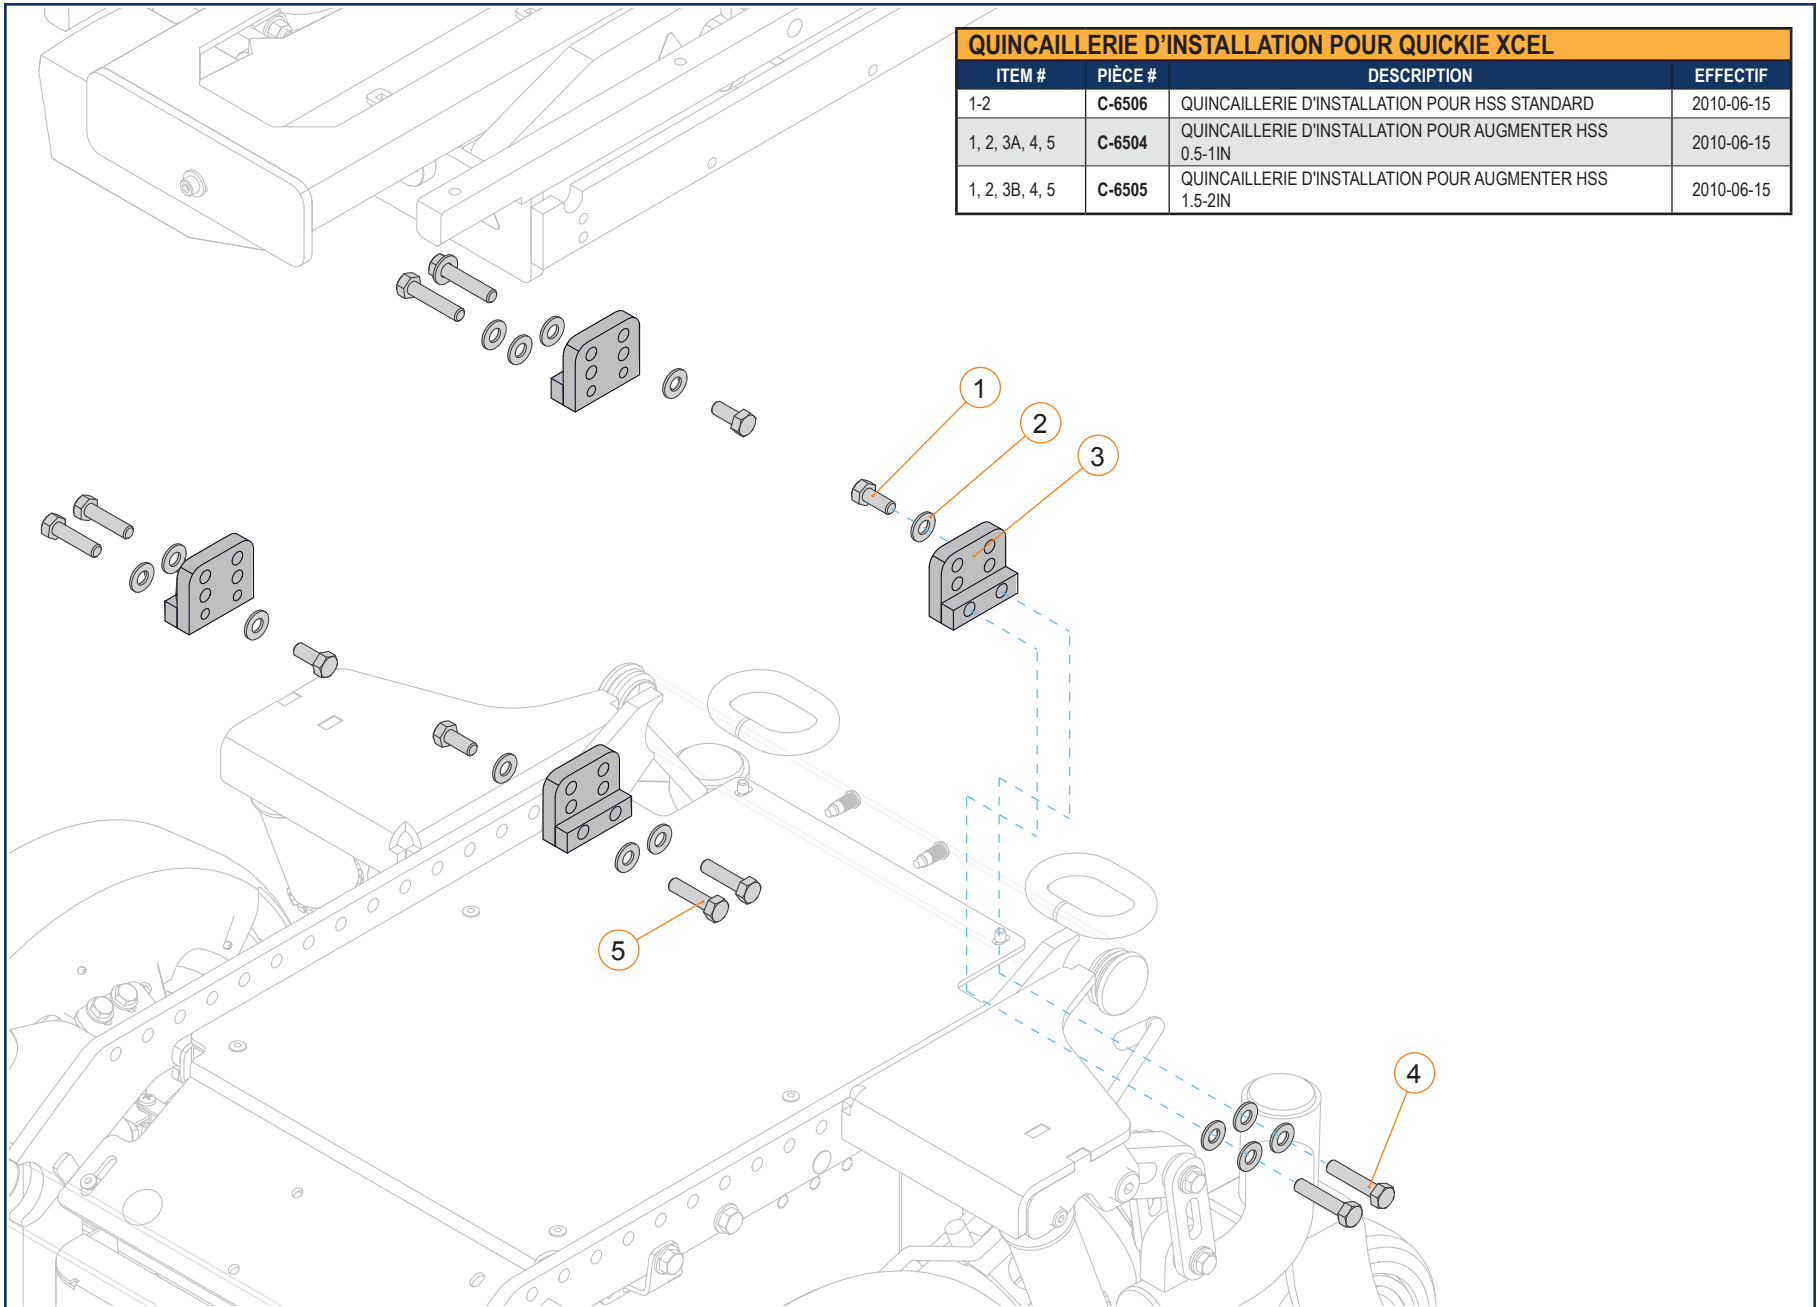 QUINCAILLERIE D'INSTALLATION POUR QUICKIE XCEL
ITEM # PIÈCE # DESCRIPTION EFFECTIF
1-2 C-6506 QUINCAILLERIE D'INSTALLATION POUR HSS STANDARD 2010-06-15
1, 2, 3A, 4, 5 C-6504 QUINCAILLERIE D'INSTALLATION POUR AUGMENTER HSS
0.5-1IN 2010-06-15
1, 2, 3B, 4, 5 C-6505 QUINCAILLERIE D'INSTALLATION POUR AUGMENTER HSS
1.5-2IN 2010-06-15
1
2
3
5
4